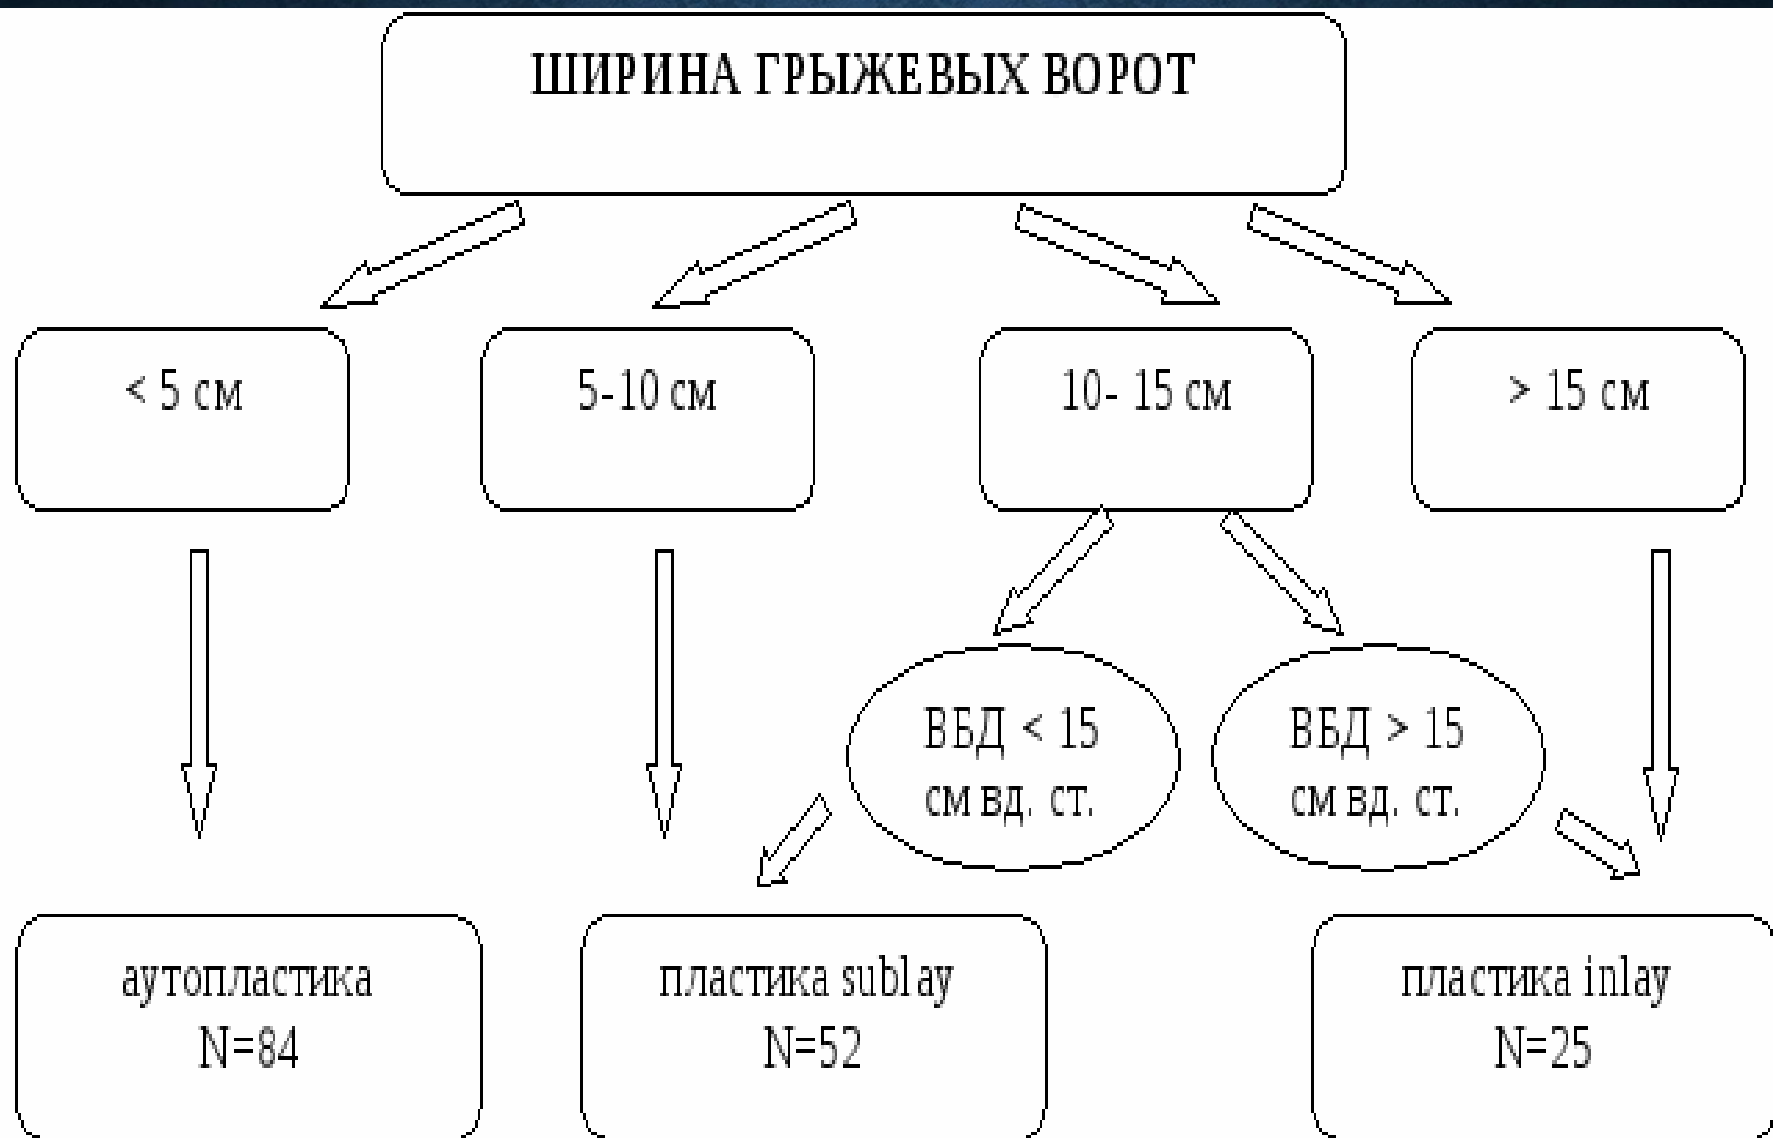 ШИРИНА ГРЫЖЕВЫХ ВОРОТ
< 5 см
5-10 см
10- 15 см
> 15 см
ВБД < 15
см вд. ст.
ВБД > 15
см вд. ст.
аутопластика
N=84
пластика sublay
N=52
пластика inlay
N=25